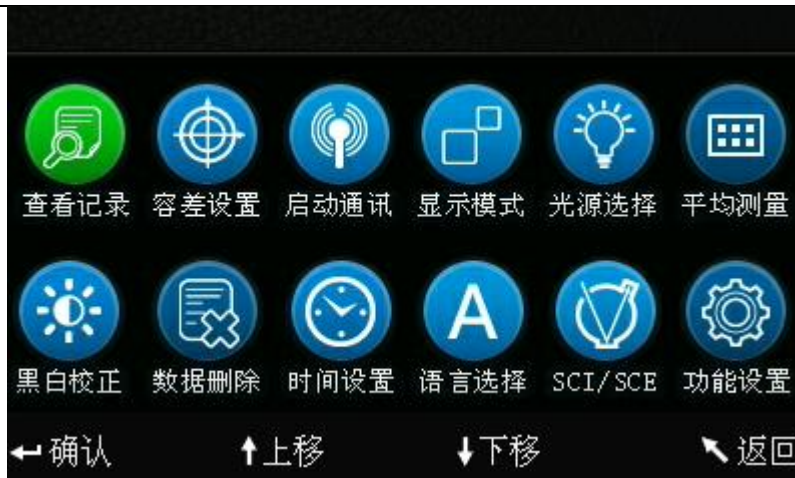 查看记录 容差设置 启动通讯 显示模式 光源选择 平均测量
A
黑白校正 数据删除 时间设置 语言选择 SCI/SCE 功能设置
确认 上移 下移 返回